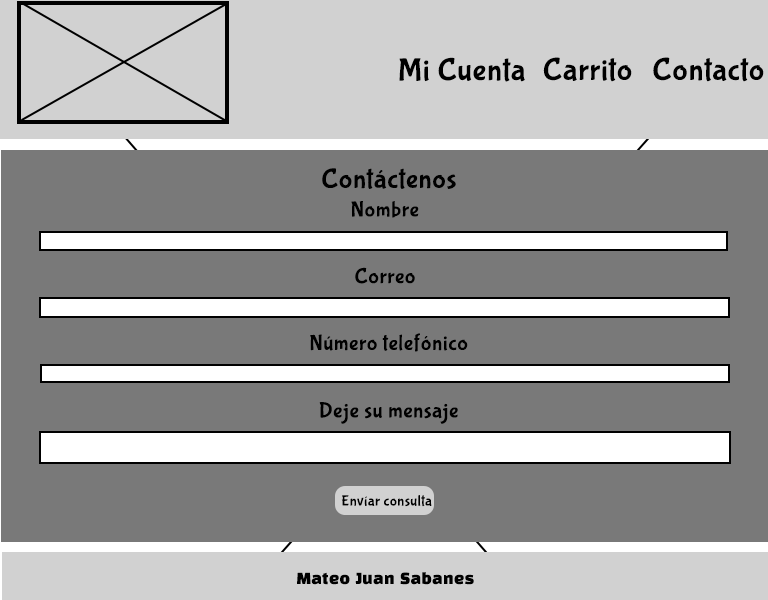 Mi Cuenta Carrito Contacto
Contáctenos
Nombre
Correo
Número telefónico
Deje su mensaje
Enviar consulta
Mateo Juan Sabanes